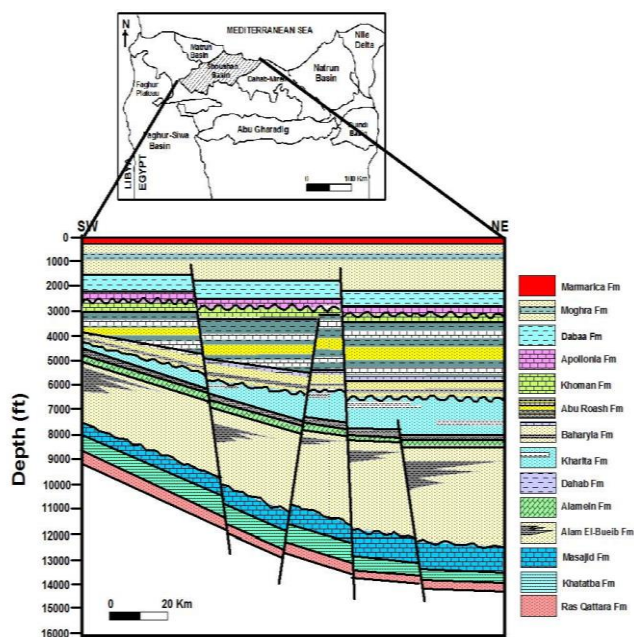 N
MEDITERRANEAN SEA
Nile
Delta
Matrun
Basin
Shoushan
Basin
Natrun
Basin
Faghur
Plateau
Abu Gharadig
Faghur-Siwa
Basin
LIBYA
EGYPT
0 100 Km
SW NE
0
1000
2000
3000
4000
5000
6000
7000
8000
9000
10000
11000
12000
13000
14000
15000
16000
Depth (ft)
0 20 Km
Marmarica Fm
Moghra Fm
Dabaa Fm
Apollonia Fm
Khoman Fm
Abu Roash Fm
Bahariya Fm
Kharita Fm
Dahab Fm
Alamein Fm
Alam El-Bueib Fm
Masajid Fm
Khatatba Fm
Ras Qattara Fm